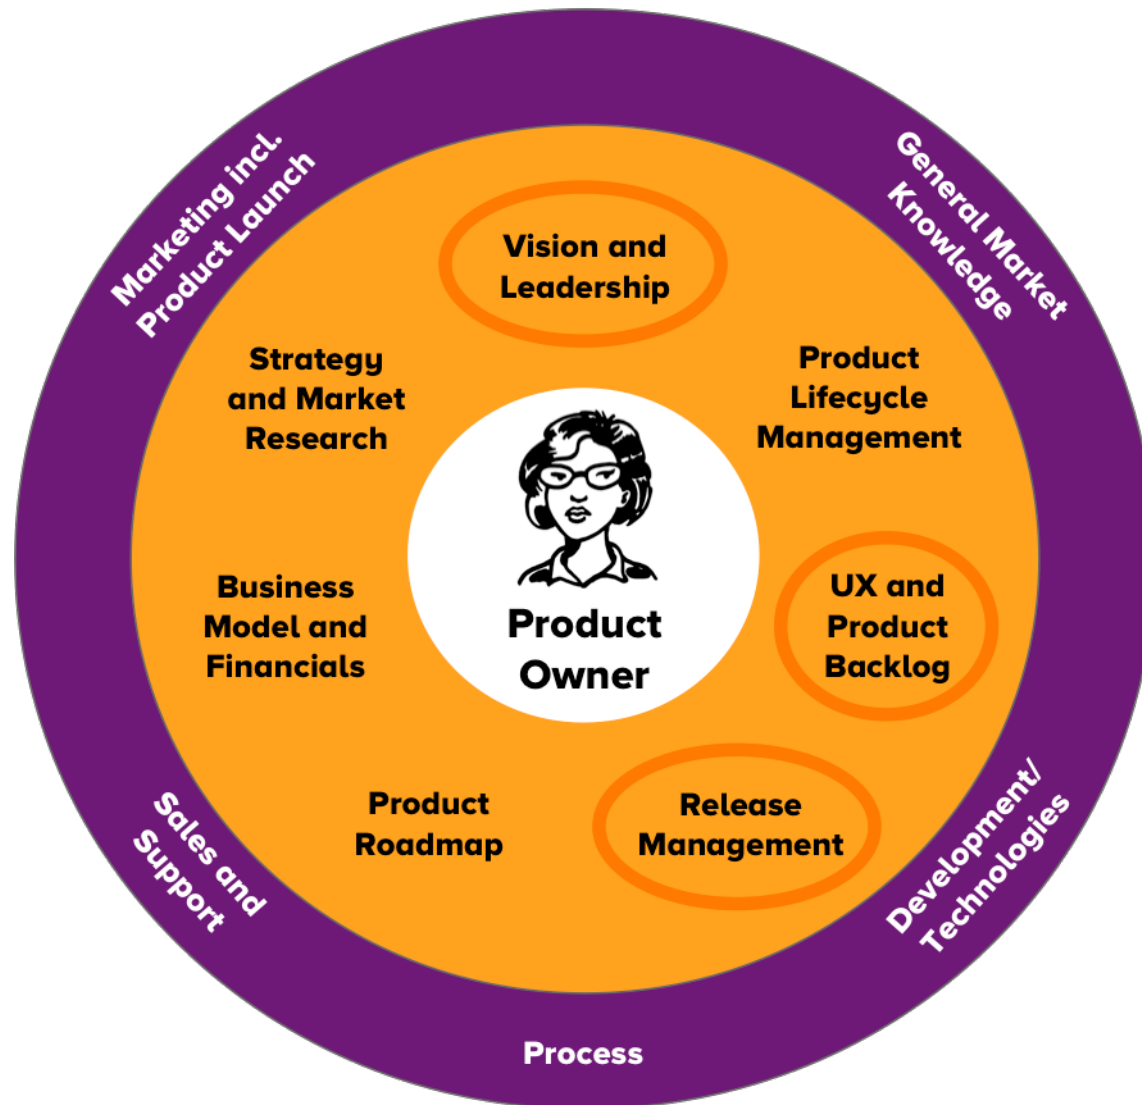 Marketing incl.
Product Launch
General Market
Knowledge
Vision and
Leadership
Strategy
and Market
Research
Product
Lifecycle
Management
Business
Model and
Financials
Product
Owner
UX and
Product
Backlog
Product
Roadmap
Release
Management
Sales and
Support
Development/
Technologies
Process